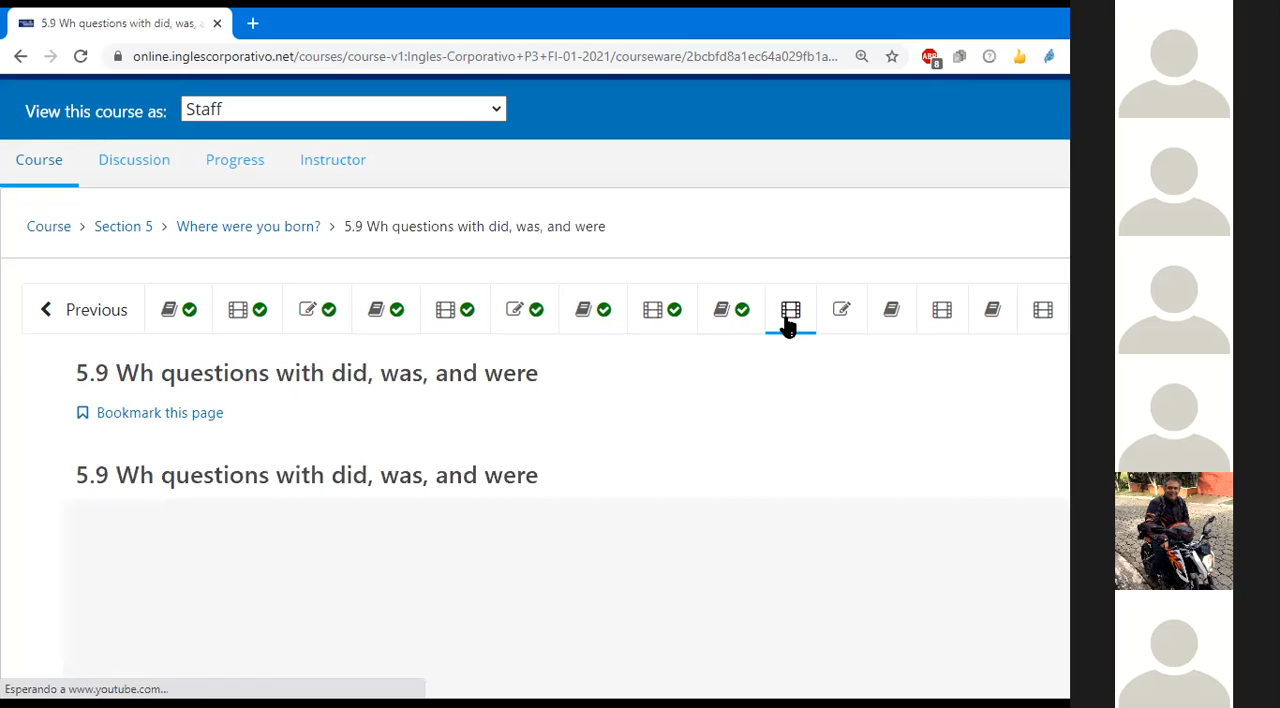 5.9 Wh questions with did, was, a
online.inglescorporativo.net/courses/course-v1:Ingles-Corporativo+P3+FI-01-2021/courseware/2bcbfd8a1ec64a029fb1a...
ABP
8
View this course as:
Staff
Course Discussion Progress Instructor
Course > Section 5 > Where were you born? > 5.9 Wh questions with did, was, and were
Previous
5.9 Wh questions with did, was, and were
Bookmark this page
5.9 Wh questions with did, was, and were
Esperando a www.youtube.com...